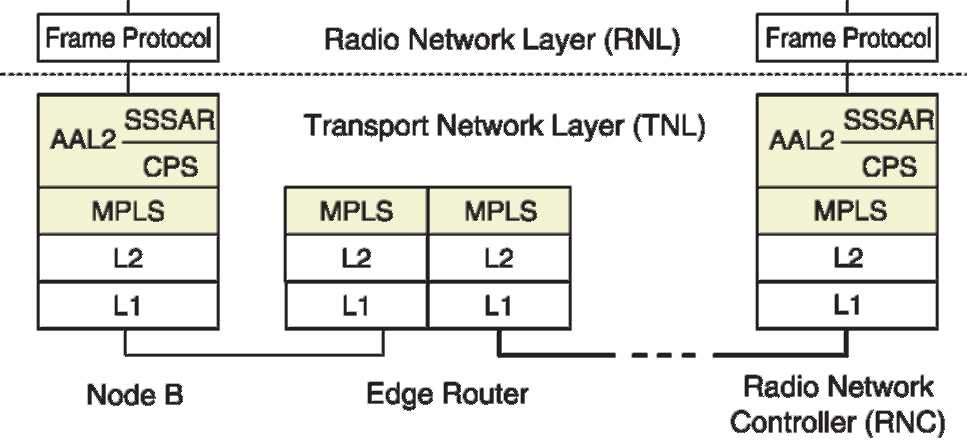 Frame Protocol Radio Network Layer (RNL) Frame Protocol
AAL2 SSSAR CPS Transport Network Layer (TNL) AAL2 SSSAR CPS
MPLS MPLS MPLS MPLS
L2 L2 L2 L2
L1 L1 L1 L1
Node B Edge Router Radio Network
Controller (RNC)